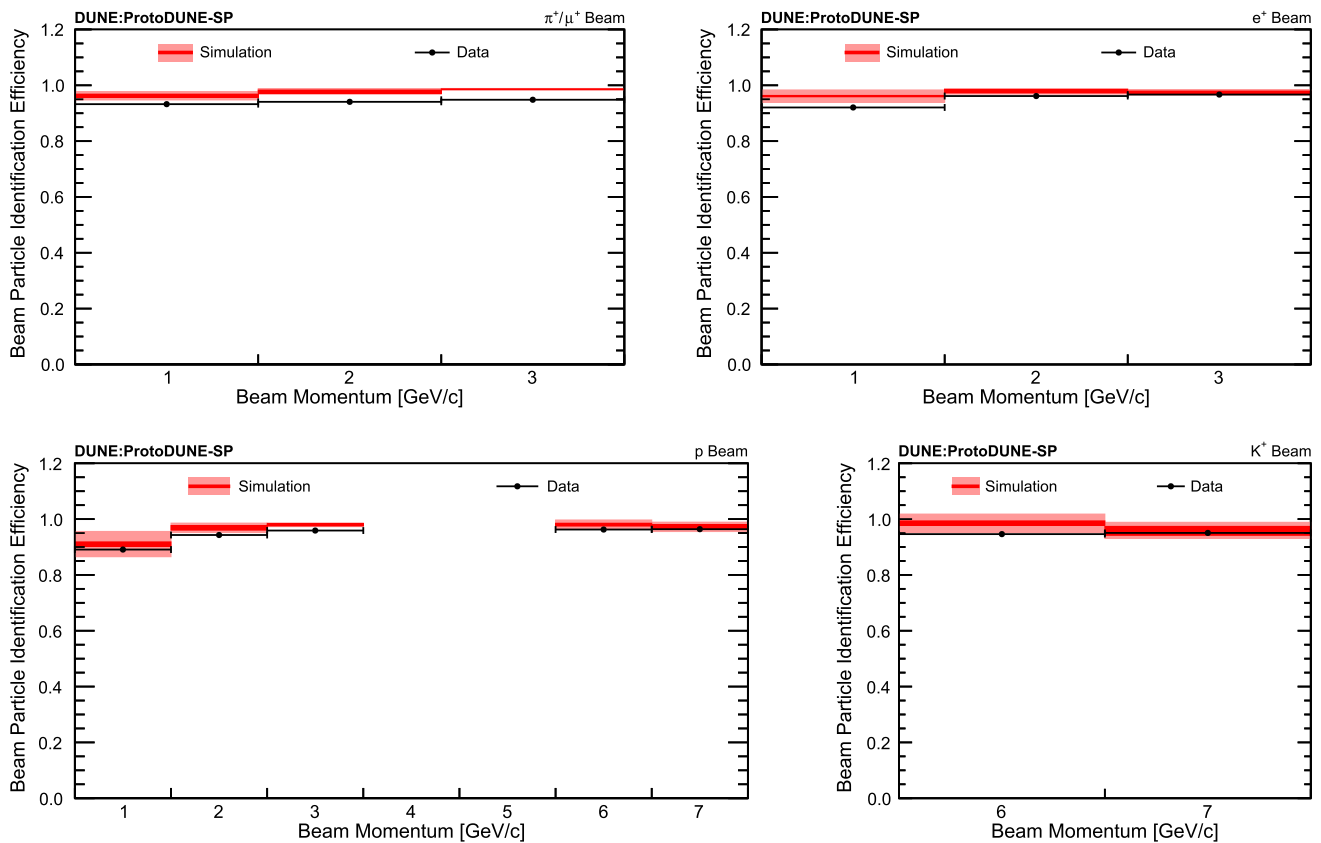 DUNE:ProtoDUNE-SP π⁺/μ⁺ Beam
Simulation Data
Beam Particle Identification Efficiency
1.2
1.0
0.8
0.6
0.4
0.2
0.0
1 2 3
Beam Momentum [GeV/c]
DUNE:ProtoDUNE-SP e⁺ Beam
Simulation Data
Beam Particle Identification Efficiency
1.2
1.0
0.8
0.6
0.4
0.2
0.0
1 2 3
Beam Momentum [GeV/c]
DUNE:ProtoDUNE-SP p Beam
Simulation Data
Beam Particle Identification Efficiency
1.2
1.0
0.8
0.6
0.4
0.2
0.0
1 2 3 4 5 6 7
Beam Momentum [GeV/c]
DUNE:ProtoDUNE-SP K⁺ Beam
Simulation Data
Beam Particle Identification Efficiency
1.2
1.0
0.8
0.6
0.4
0.2
0.0
6 7
Beam Momentum [GeV/c]